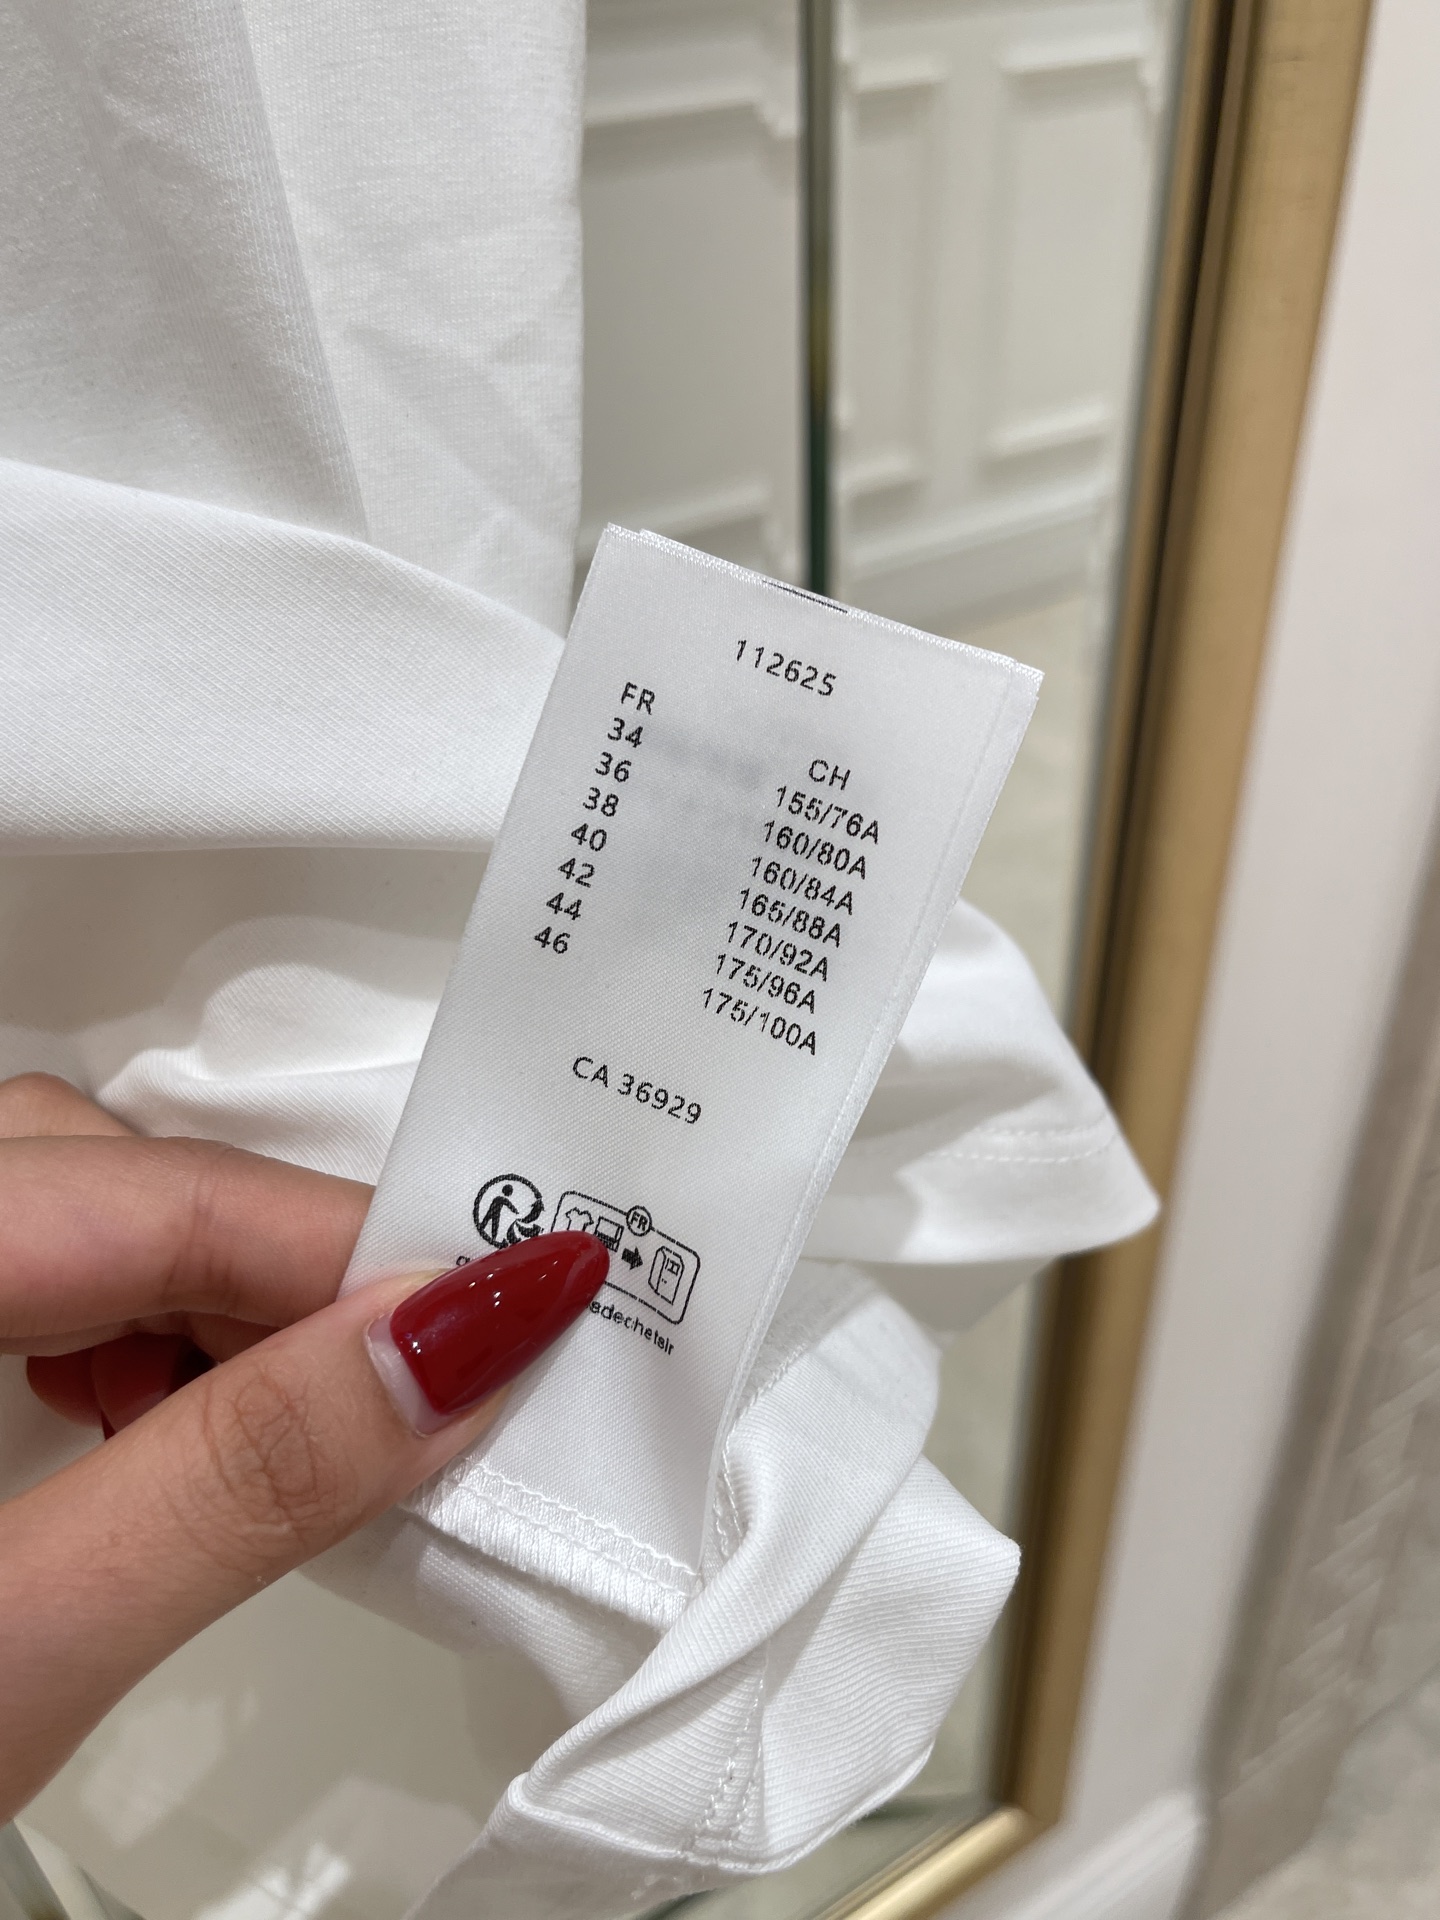 112625
FR
34
36
38
40
42
44
46
CH
155/76A
160/80A
160/84A
165/88A
170/92A
175/96A
175/100A
CA 36929
FR